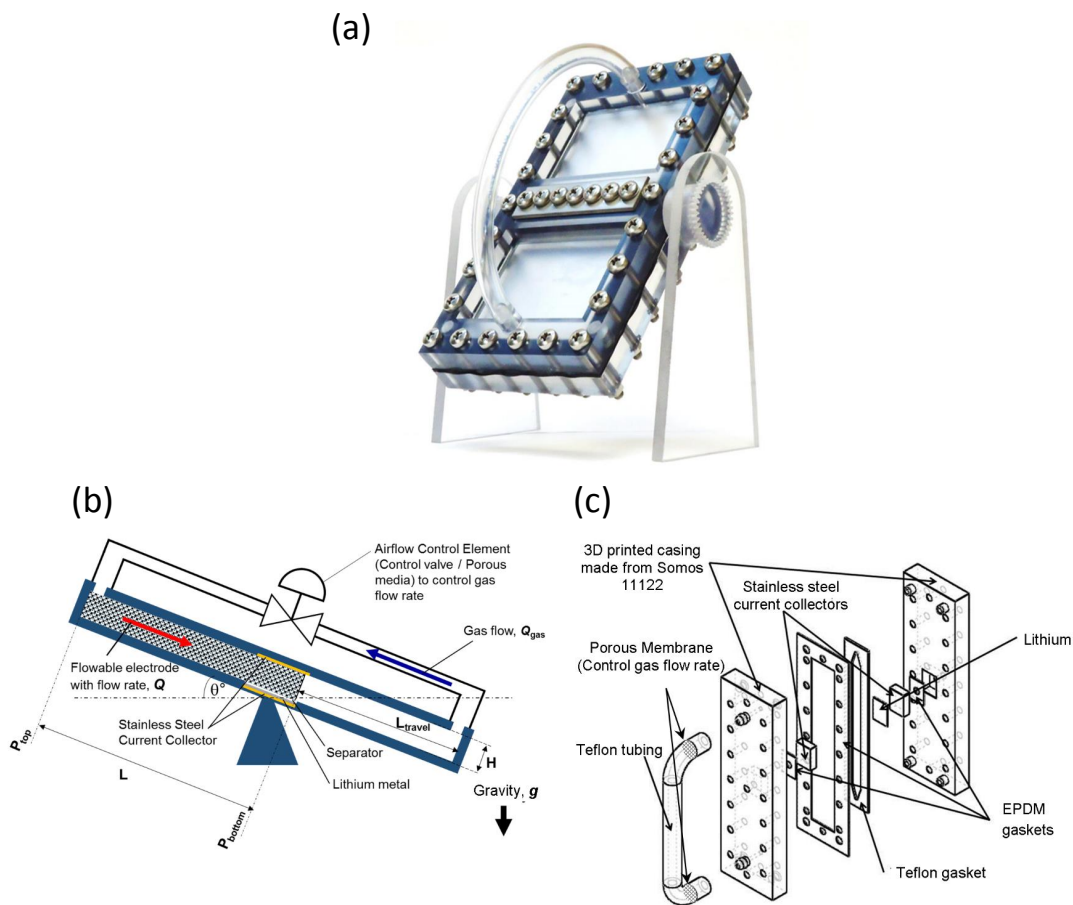 (a)
(b)
Airflow Control Element
(Control valve / Porous
media) to control gas
flow rate
Gas flow, Qgas
Flowable electrode
with flow rate, Q
θ°
Stainless Steel
Current Collector
Ltravel
Separator
Lithium metal
H
Ptop
L
Pbottom
Gravity, g
(c)
3D printed casing
made from Somos
11122
Stainless steel
current collectors
Lithium
Porous Membrane
(Control gas flow rate)
Teflon tubing
EPDM
gaskets
Teflon gasket